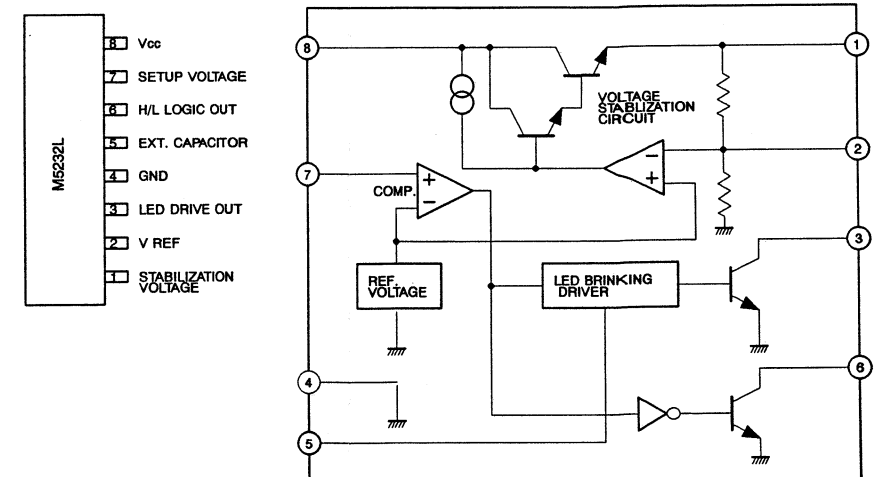 M5232L
8 Vcc
7 SETUP VOLTAGE
6 H/L LOGIC OUT
5 EXT. CAPACITOR
4 GND
3 LED DRIVE OUT
2 V REF
1 STABILIZATION
VOLTAGE
8
1
VOLTAGE
STABLIZATION
CIRCUIT
2
7
COMP.
+
−
−
+
3
REF.
VOLTAGE
LED BRINKING
DRIVER
4
6
5